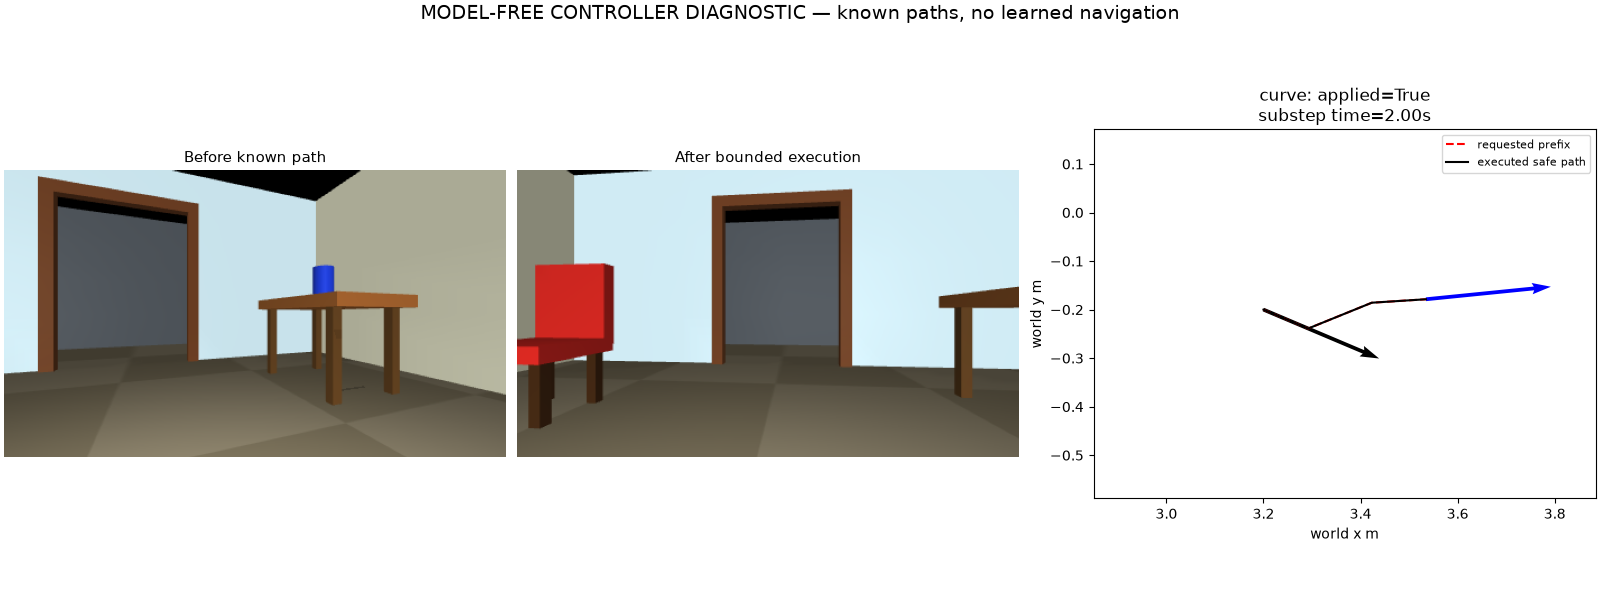 MODEL-FREE CONTROLLER DIAGNOSTIC — known paths, no learned navigation
Before known path
After bounded execution
curve: applied=True
substep time=2.00s
requested prefix
executed safe path
0.1
0.0
−0.1
−0.2
−0.3
−0.4
−0.5
world y m
3.0
3.2
3.4
3.6
3.8
world x m